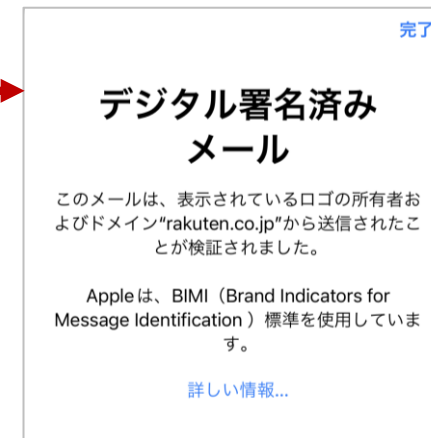 完了
デジタル署名済み
メール
このメールは、表示されているロゴの所有者お
よびドメイン“rakuten.co.jp”から送信されたこ
とが検証されました。
Appleは、BIMI（Brand Indicators for
Message Identification ）標準を使用していま
す。
詳しい情報...